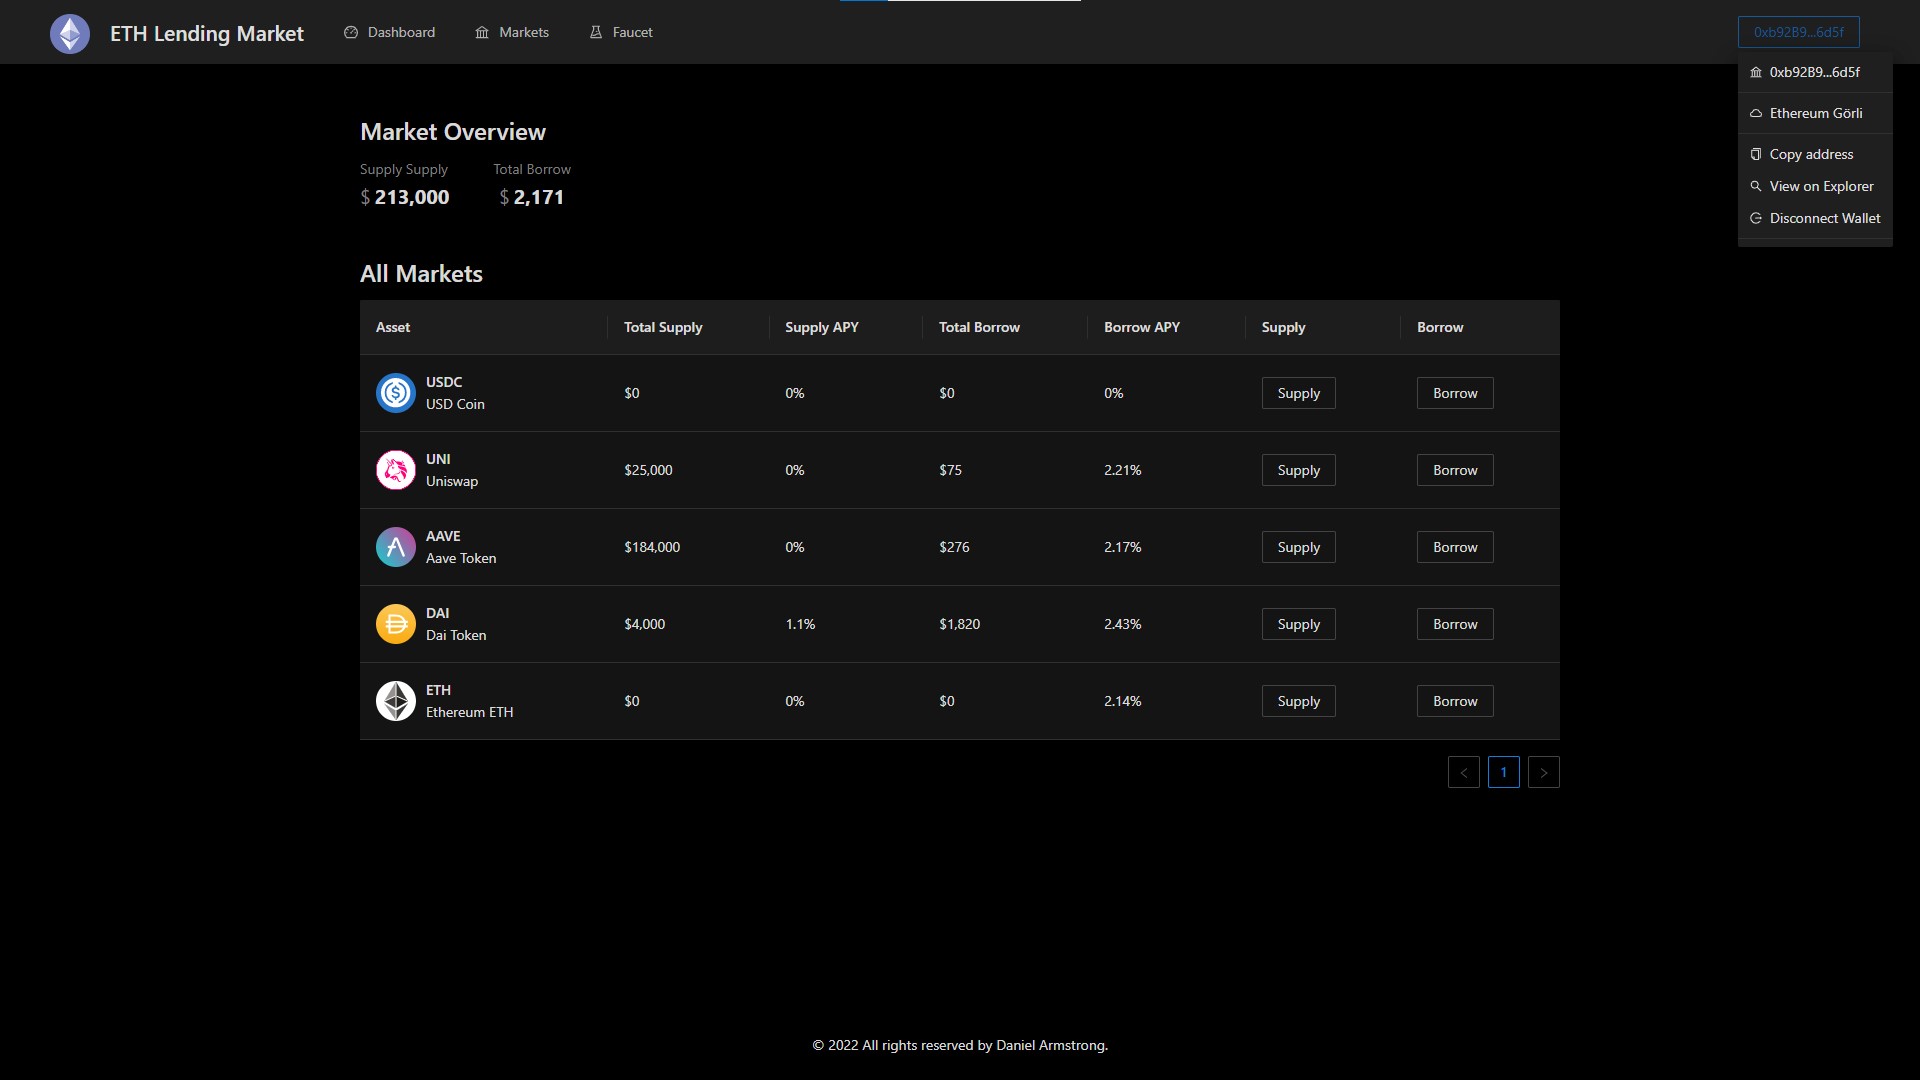 ETH Lending Market Dashboard Markets Faucet 0xb92B9...6d5f
0xb92B9...6d5f
Ethereum Görli
Copy address
View on Explorer
Disconnect Wallet
Market Overview
Supply Supply Total Borrow
$ 213,000 $ 2,171
All Markets
Asset Total Supply Supply APY Total Borrow Borrow APY Supply Borrow
USDC
USD Coin
$0 0% $0 0% Supply Borrow
UNI
Uniswap
$25,000 0% $75 2.21% Supply Borrow
AAVE
Aave Token
$184,000 0% $276 2.17% Supply Borrow
DAI
Dai Token
$4,000 1.1% $1,820 2.43% Supply Borrow
ETH
Ethereum ETH
$0 0% $0 2.14% Supply Borrow
< 1 >
© 2022 All rights reserved by Daniel Armstrong.